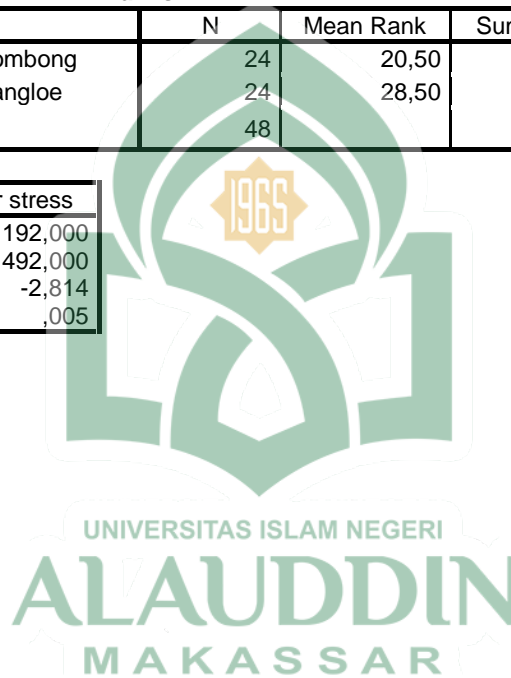 N Mean Rank Sum
ombong 24 20,50
angloe 24 28,50
48
r stress
192,000
492,000
-2,814
,005
1965
UNIVERSITAS ISLAM NEGERI
ALAUDDIN
MAKASSAR